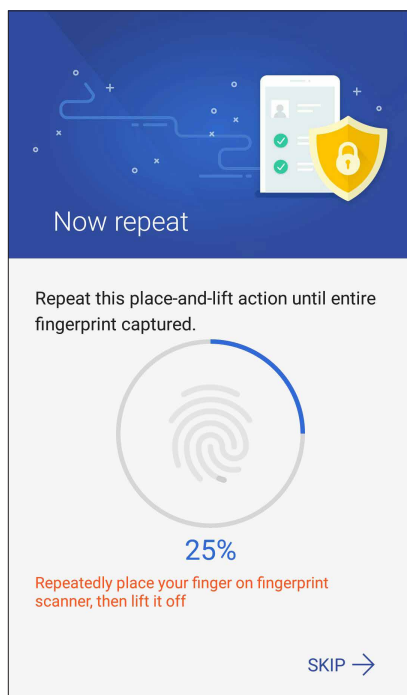 Now repeat
Repeat this place-and-lift action until entire
fingerprint captured.
25%
Repeatedly place your finger on fingerprint
scanner, then lift it off
SKIP